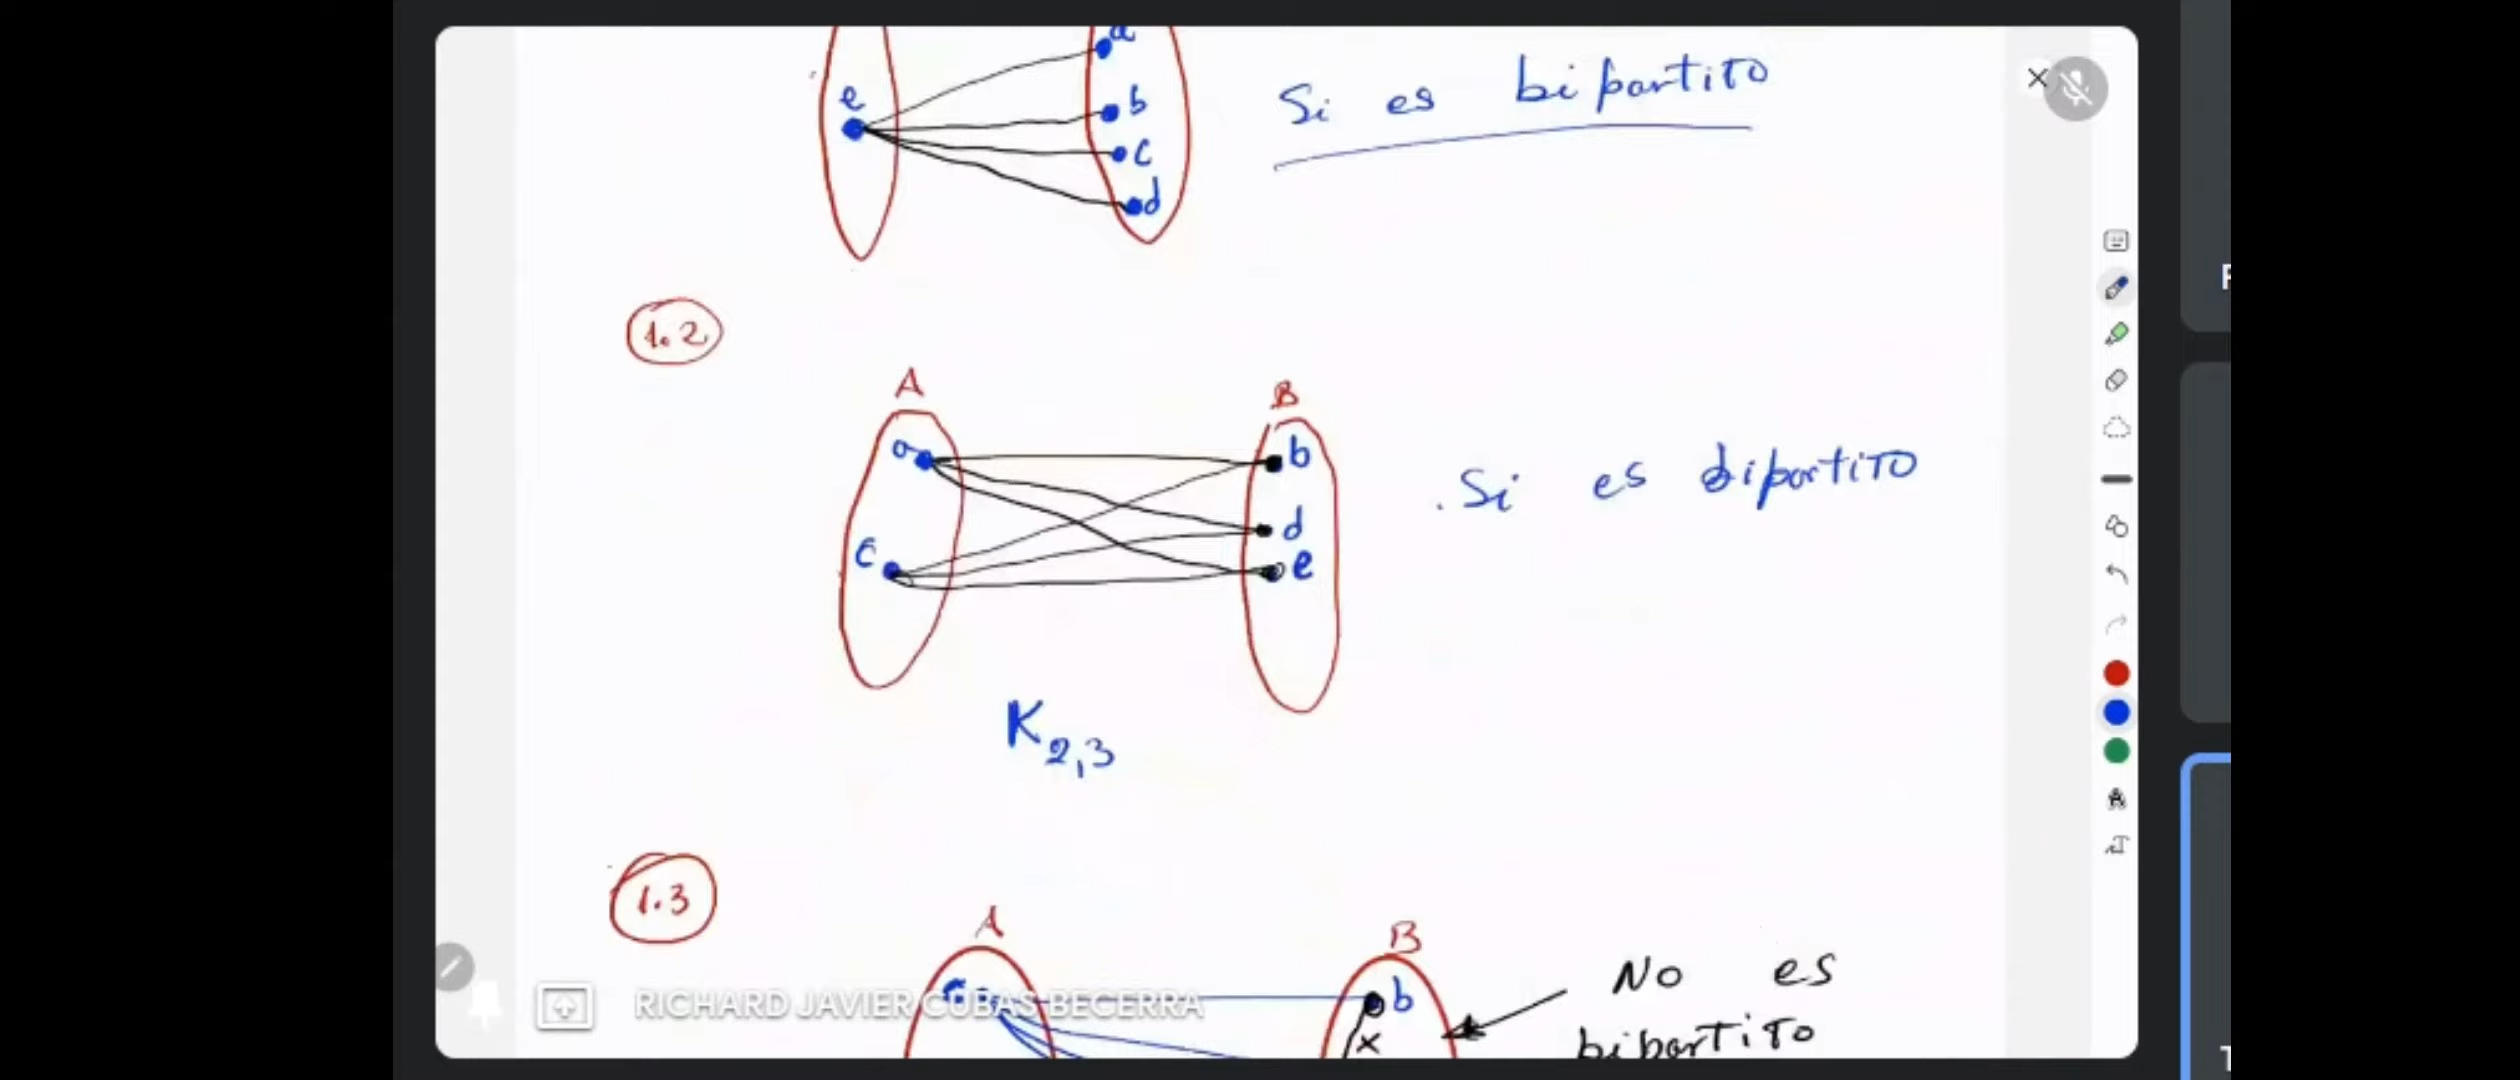 a
e
b
Si es bipartito
c
d
1.2
A
B
a
b
. Si es bipartito
d
c
e
K2,3
1.3
A
B
No es
b
RICHARD JAVIER CUBAS BECERRA
x
bipartito